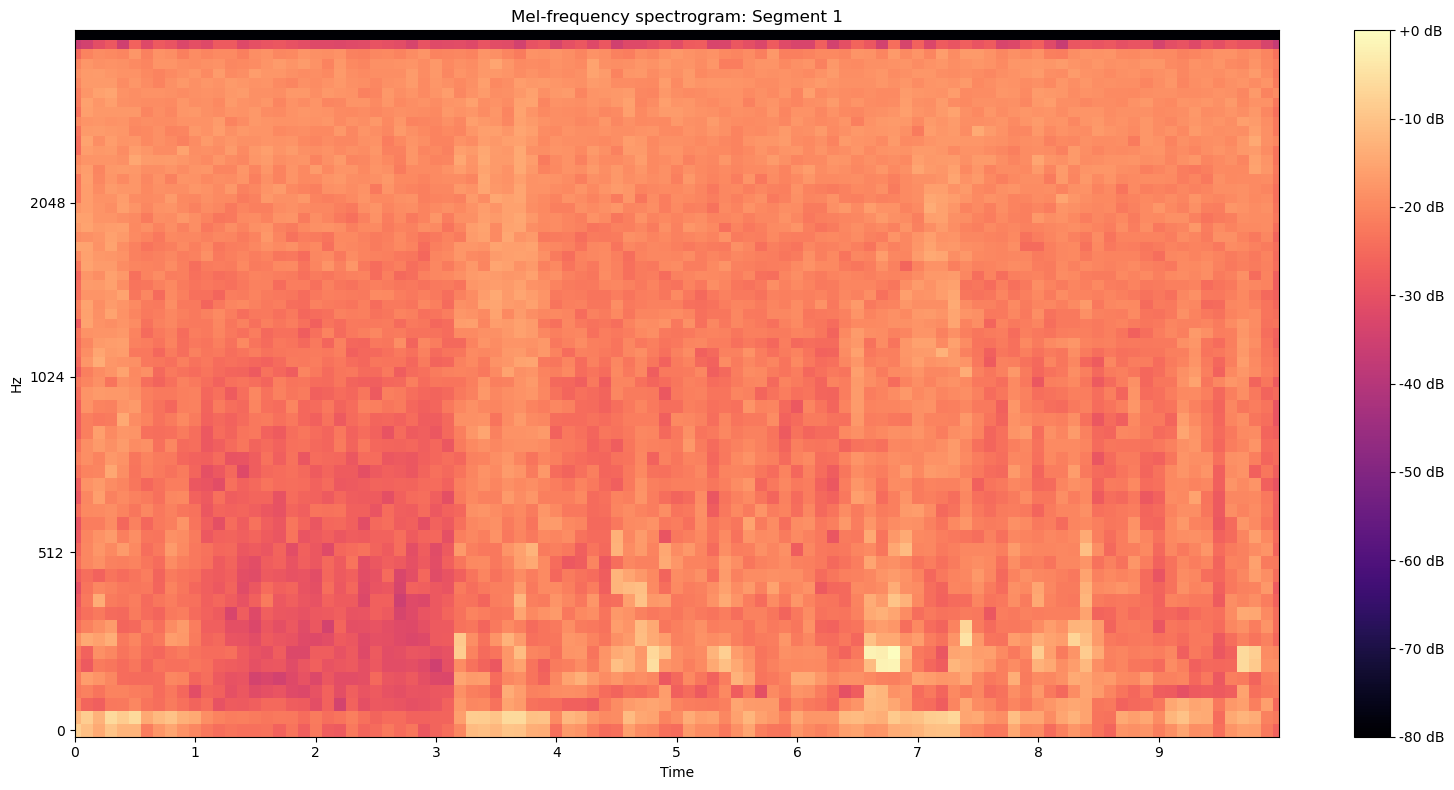 Mel-frequency spectrogram: Segment 1
+0 dB
-10 dB
-20 dB
-30 dB
-40 dB
-50 dB
-60 dB
-70 dB
-80 dB
Hz
2048
1024
512
0
0 1 2 3 4 5 6 7 8 9
Time